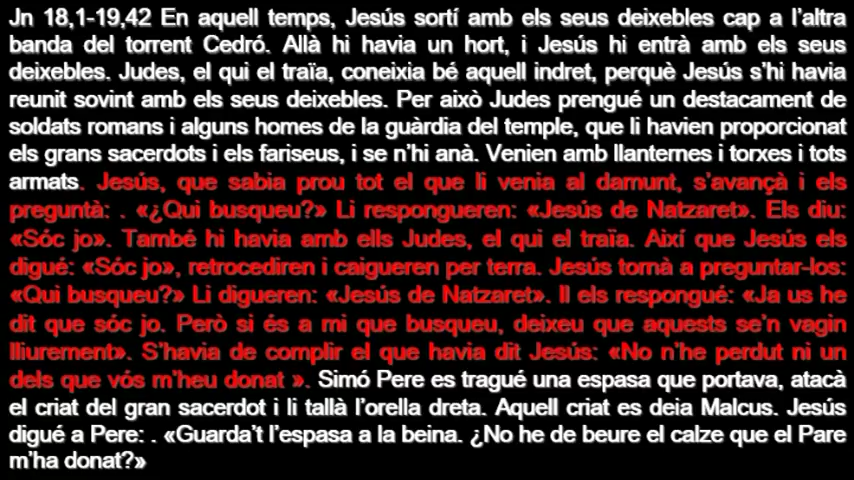 Jn 18,1-19,42 En aquell temps, Jesús sortí amb els seus deixebles cap a l'altra
banda del torrent Cedró. Allà hi havia un hort, i Jesús hi entrà amb els seus
deixebles. Judes, el qui el traïa, coneixia bé aquell indret, perquè Jesús s'hi havia
reunit sovint amb els seus deixebles. Per això Judes prengué un destacament de
soldats romans i alguns homes de la guàrdia del temple, que li havien proporcionat
els grans sacerdots i els fariseus, i se n'hi anà. Venien amb llanternes i torxes i tots
armats. Jesús, que sabia prou tot el que li venia al damunt, s'avançà i els
preguntà: . «¿Qui busqueu?» Li respongueren: «Jesús de Natzaret». Els diu:
«Sóc jo». També hi havia amb ells Judes, el qui el traïa. Així que Jesús els
digué: «Sóc jo», retrocediren i caigueren per terra. Jesús tornà a preguntar-los:
«Qui busqueu?» Li digueren: «Jesús de Natzaret». Il els respongué: «Ja us he
dit que sóc jo. Però si és a mi que busqueu, deixeu que aquests se'n vagin
lliurement». S'havia de complir el que havia dit Jesús: «No n'he perdut ni un
dels que vós m'heu donat ». Simó Pere es tragué una espasa que portava, atacà
el criat del gran sacerdot i li tallà l'orella dreta. Aquell criat es deia Malcus. Jesús
digué a Pere: . «Guarda't l'espasa a la beina. ¿No he de beure el calze que el Pare
m'ha donat?»